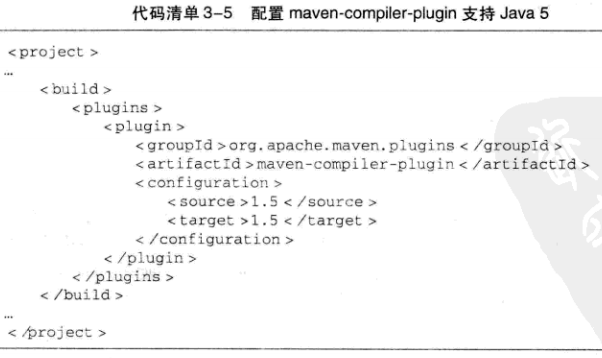 代码清单3-5 配置 maven-compiler-plugin 支持 Java 5
<project>
…
<build>
<plugins>
<plugin>
<groupId>org.apache.maven.plugins</groupId>
<artifactId>maven-compiler-plugin</artifactId>
<configuration>
<source>1.5</source>
<target>1.5</target>
</configuration>
</plugin>
</plugins>
</build>
…
</project>